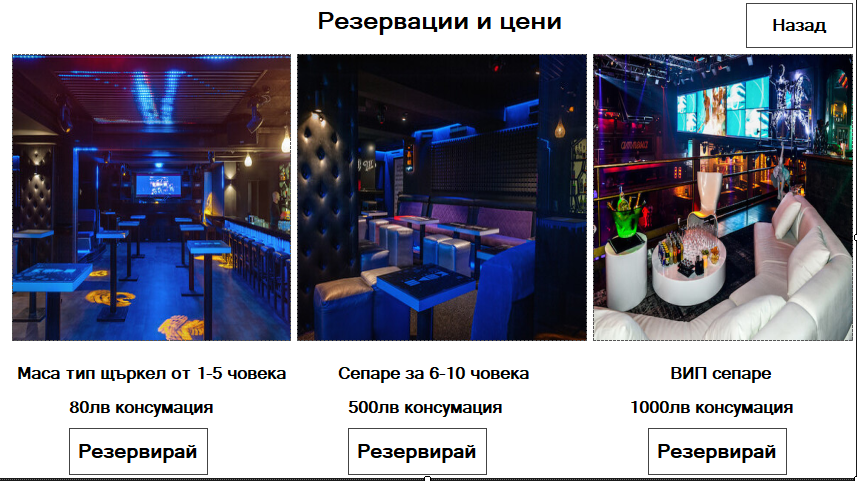 Резервации и цени
Назад
Маса тип щъркел от 1-5 човека
80лв консумация
Резервирай
Сепаре за 6-10 човека
500лв консумация
Резервирай
ВИП сепаре
1000лв консумация
Резервирай